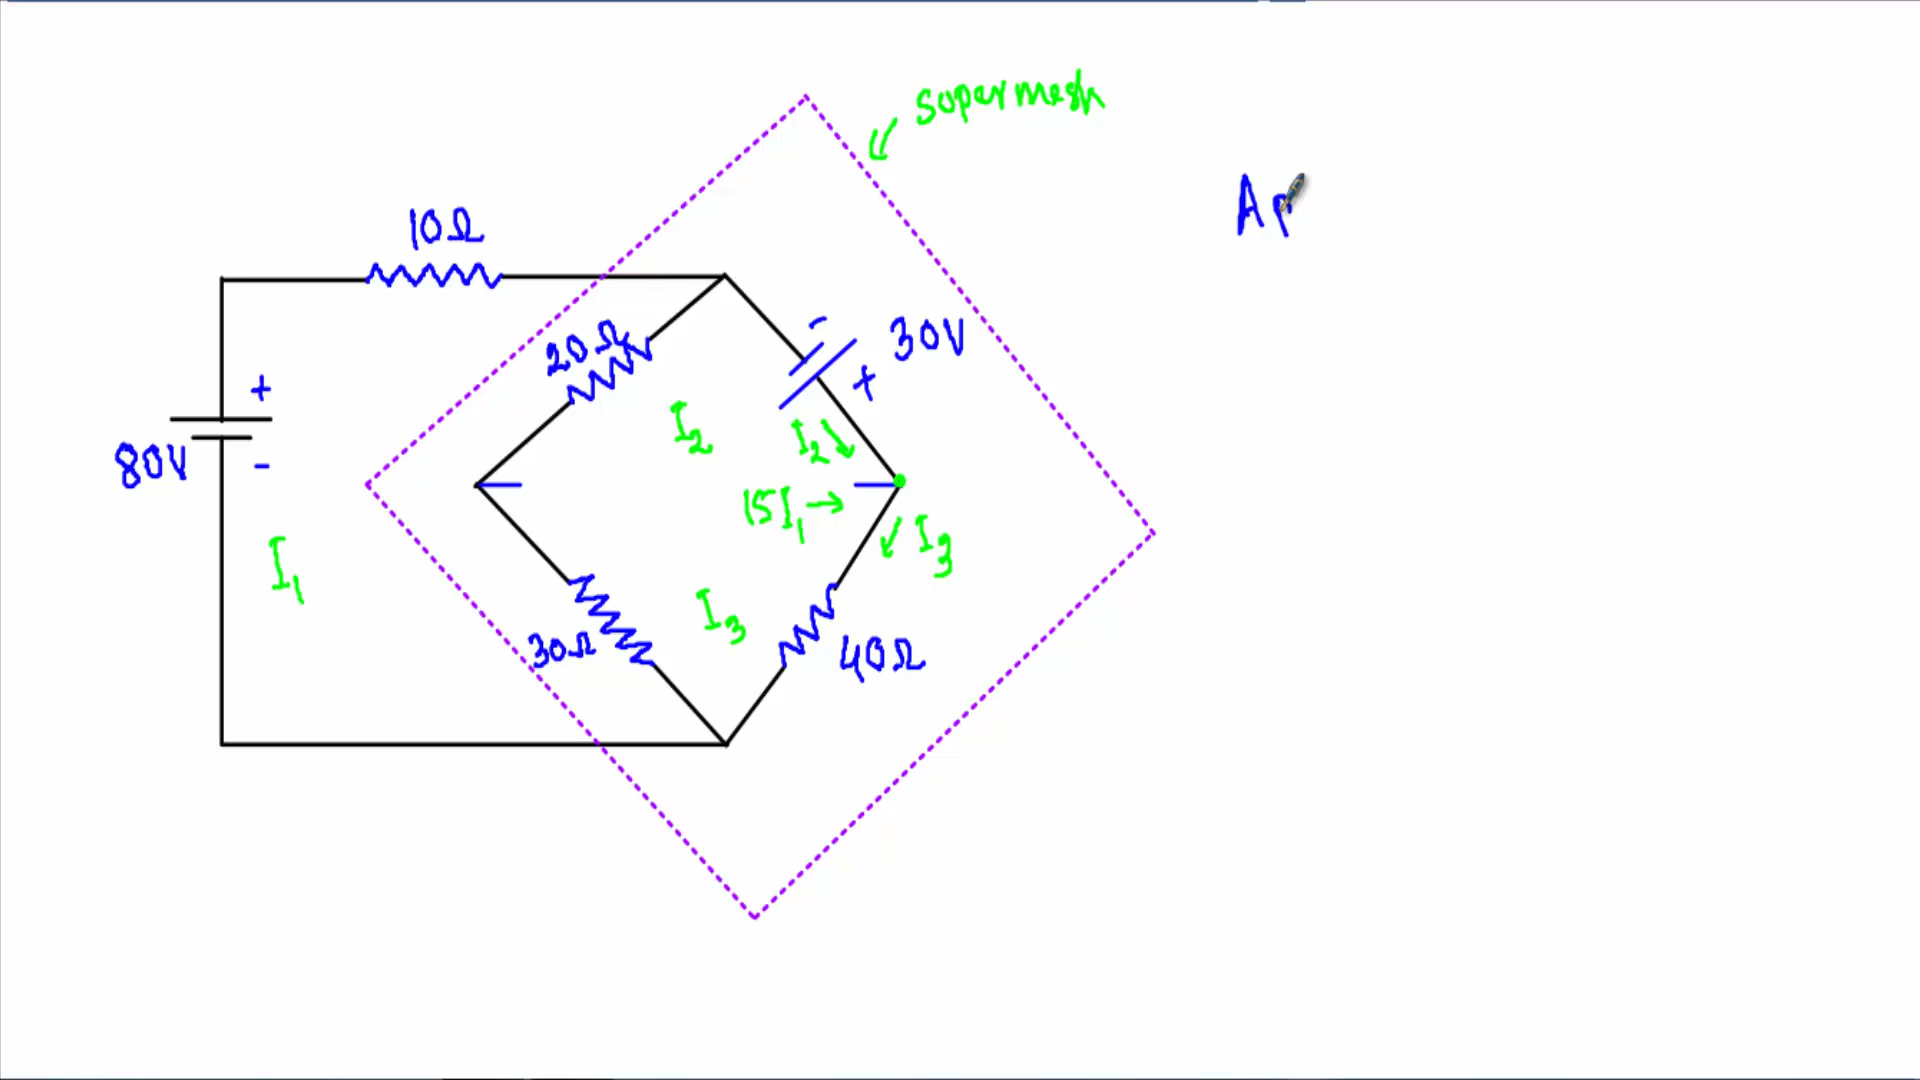 supermesh
Ap
10Ω
20Ω
- 30V
+
+
80V
-
I₂
I₂
15I₁ →
I₃
I₁
I₃
30Ω
40Ω